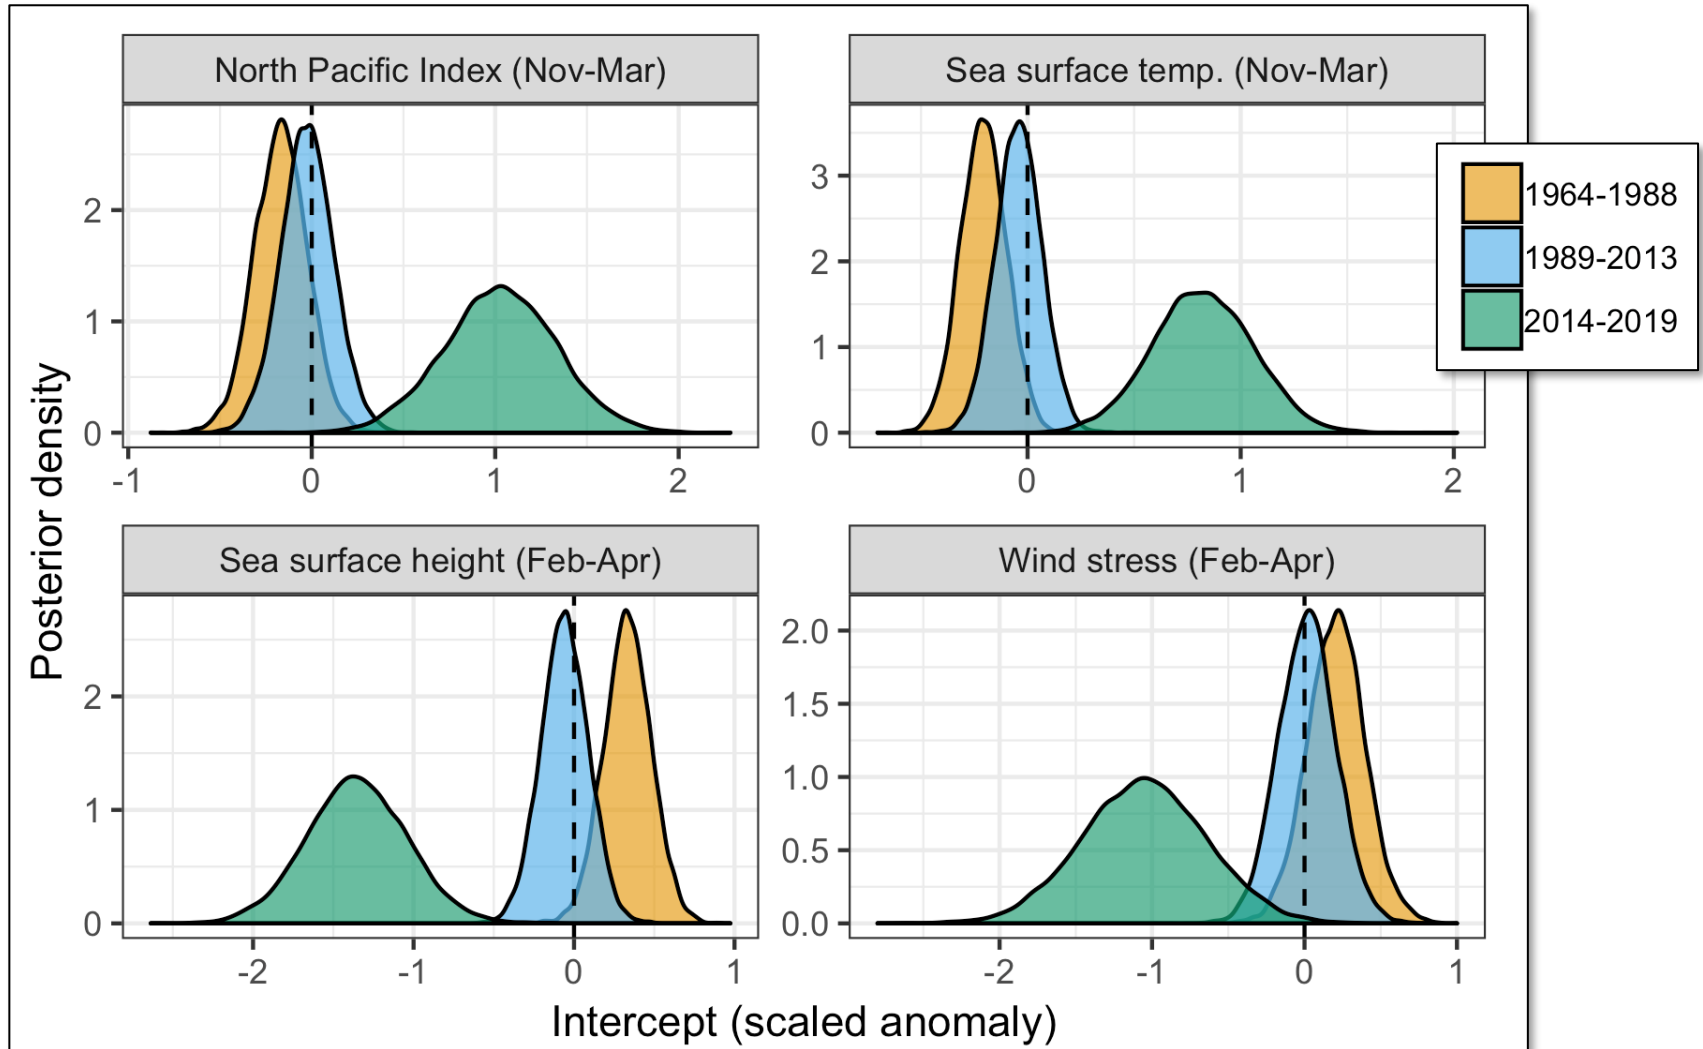 North Pacific Index (Nov-Mar)
Sea surface temp. (Nov-Mar)
2
1
0
-1 0 1 2
3
2
1
0
0 1 2
1964-1988
1989-2013
2014-2019
Posterior density
Sea surface height (Feb-Apr)
Wind stress (Feb-Apr)
2
1
0
-2 -1 0 1
2.0
1.5
1.0
0.5
0.0
-2 -1 0 1
Intercept (scaled anomaly)